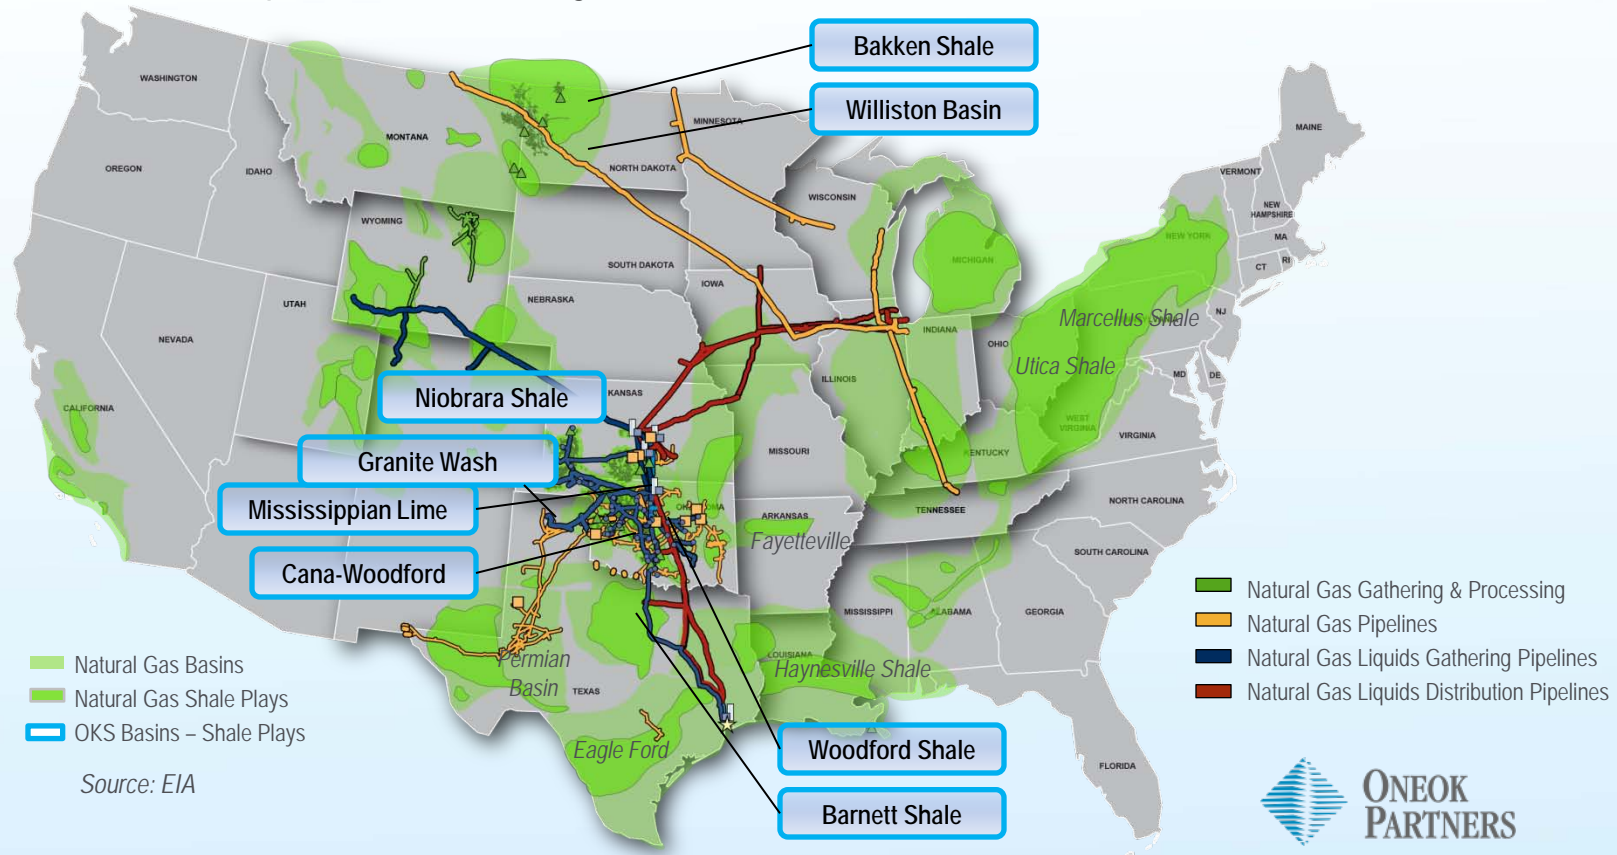 Bakken Shale
Williston Basin
WASHINGTON
MONTANA
MINNESOTA
MAINE
OREGON
IDAHO
NORTH DAKOTA
VERMONT
NEW
HAMPSHIRE
WISCONSIN
WYOMING
NEW YORK
MA
CT
RI
SOUTH DAKOTA
MICHIGAN
IOWA
UTAH
NEBRASKA
NEVADA
INDIANA
OHIO
Marcellus Shale
NJ
Utica Shale
ILLINOIS
MD
DE
Niobrara Shale
KANSAS
CALIFORNIA
WEST
VIRGINIA
VIRGINIA
Granite Wash
MISSOURI
KENTUCKY
Mississippian Lime
NORTH CAROLINA
ARKANSAS
TENNESSEE
Fayetteville
Cana-Woodford
SOUTH CAROLINA
MISSISSIPPI
ALABAMA
GEORGIA
Natural Gas Gathering & Processing
Natural Gas Pipelines
Natural Gas Liquids Gathering Pipelines
Natural Gas Liquids Distribution Pipelines
Natural Gas Basins
Natural Gas Shale Plays
OKS Basins – Shale Plays
Source: EIA
Permian
Basin
TEXAS
LOUISIANA
Haynesville Shale
Eagle Ford
Woodford Shale
Barnett Shale
FLORIDA
ONEOK
PARTNERS